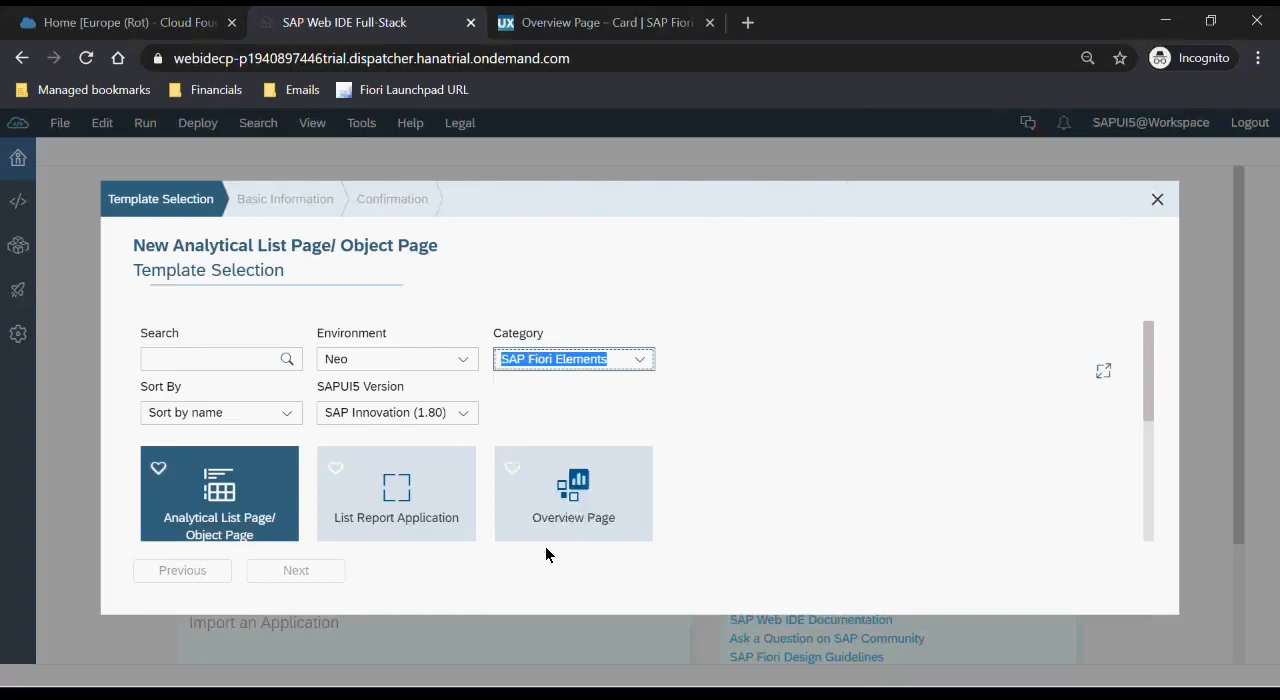 Home [Europe (Rot) - Cloud Fou
SAP Web IDE Full-Stack
UX Overview Page – Card | SAP Fiori
webidecp-p1940897446trial.dispatcher.hanatrial.ondemand.com
Incognito
Managed bookmarks
Financials
Emails
Fiori Launchpad URL
File Edit Run Deploy Search View Tools Help Legal
SAPUI5@Workspace
Logout
Template Selection
Basic Information
Confirmation
New Analytical List Page/ Object Page
Template Selection
Search
Environment
Category
Neo
SAP Fiori Elements
Sort By
SAPUI5 Version
Sort by name
SAP Innovation (1.80)
Analytical List Page/
Object Page
List Report Application
Overview Page
Previous
Next
Import an Application
SAP Web IDE Documentation
Ask a Question on SAP Community
SAP Fiori Design Guidelines